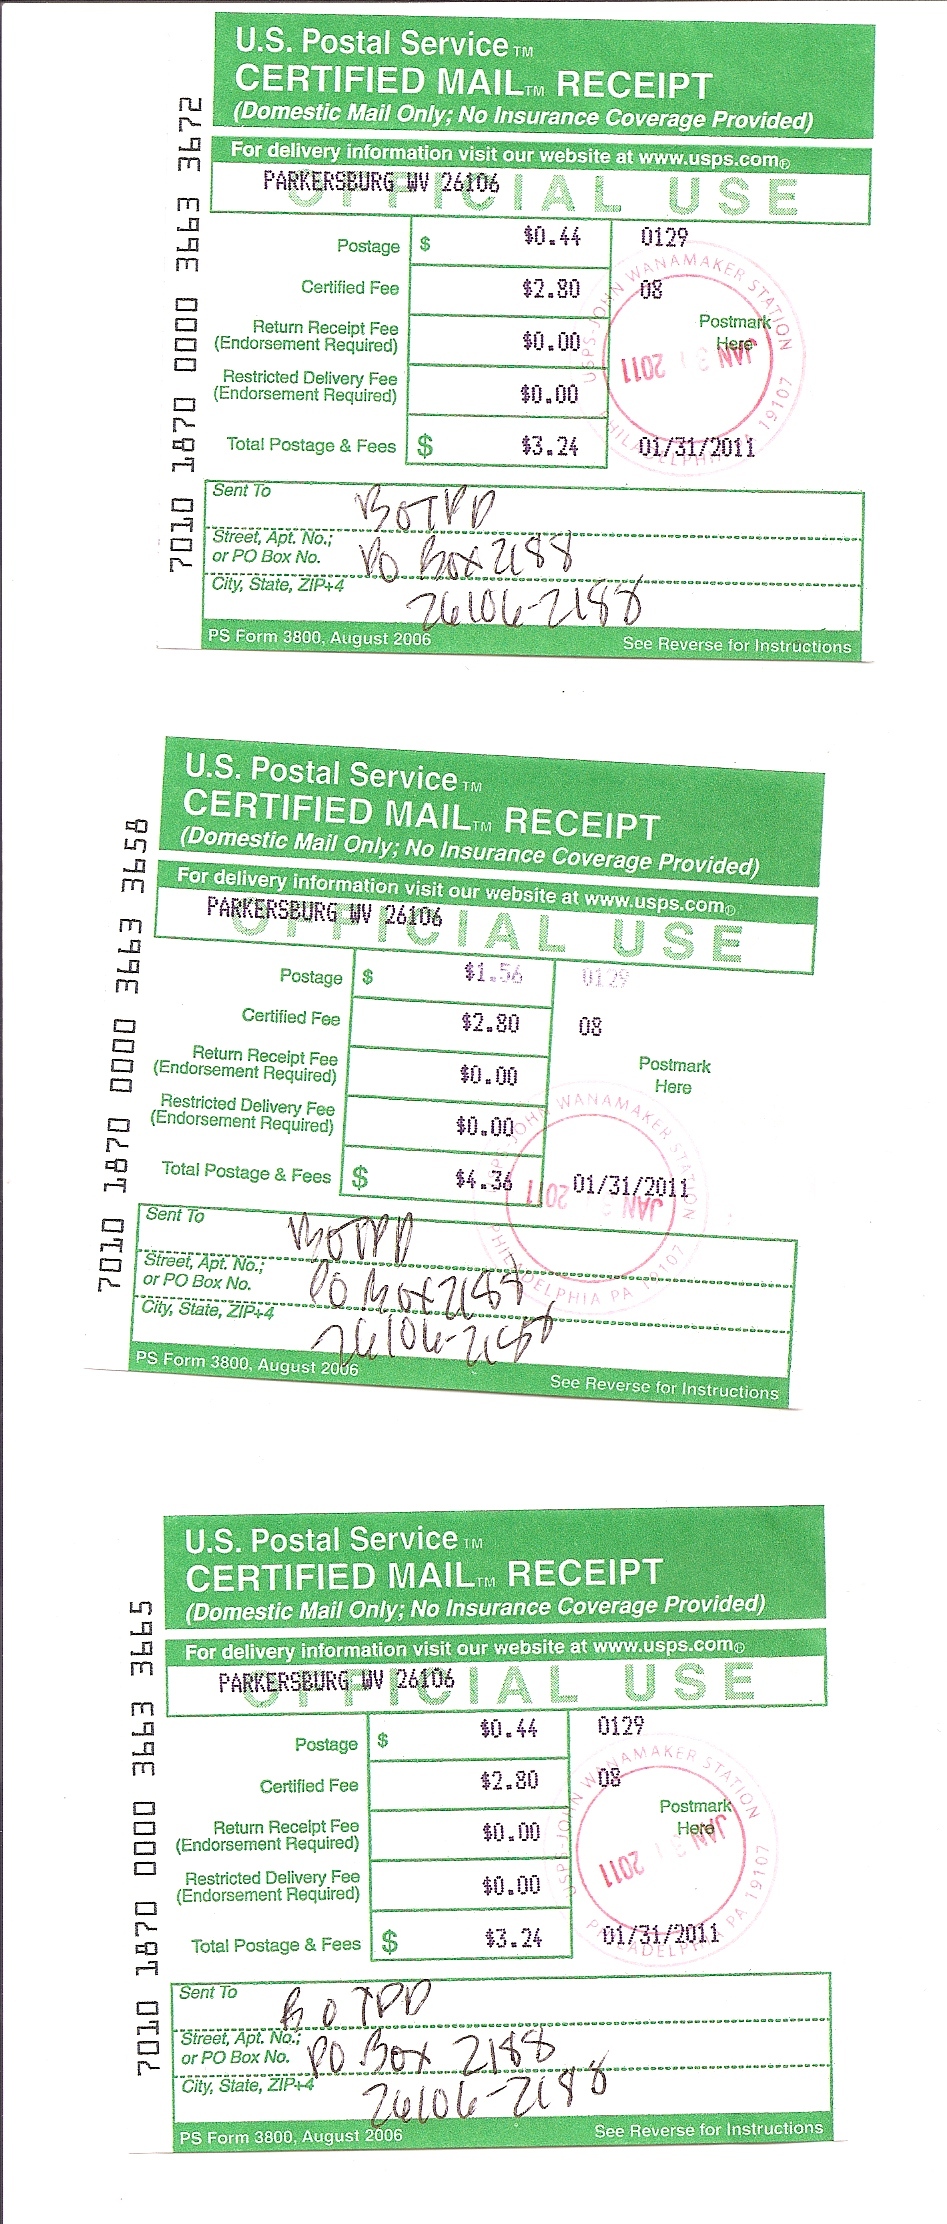 U.S. Postal Service TM
CERTIFIED MAIL TM RECEIPT
(Domestic Mail Only; No Insurance Coverage Provided)
For delivery information visit our website at www.usps.com®
PARKERSBURG WV 26106
OFFICIAL USE
7010 1870 0000 3663 3672
Postage $ $0.44 0129
Certified Fee $2.80 08
Return Receipt Fee
(Endorsement Required) $0.00
Restricted Delivery Fee
(Endorsement Required) $0.00
Total Postage & Fees $ $3.24 01/31/2011
Postmark
Here
USPS-JOHN WANAMAKER STATION
JAN 31 2011
PHILADELPHIA PA 19107
Sent To BOTPD
Street, Apt. No.;
or PO Box No. PO Box 2188
City, State, ZIP+4 26106-2188
PS Form 3800, August 2006 See Reverse for Instructions
U.S. Postal Service TM
CERTIFIED MAIL TM RECEIPT
(Domestic Mail Only; No Insurance Coverage Provided)
For delivery information visit our website at www.usps.com®
PARKERSBURG WV 26106
OFFICIAL USE
7010 1870 0000 3663 3658
Postage $ $1.56 0129
Certified Fee $2.80 08
Return Receipt Fee
(Endorsement Required) $0.00
Restricted Delivery Fee
(Endorsement Required) $0.00
Total Postage & Fees $ $4.36 01/31/2011
Postmark
Here
USPS-JOHN WANAMAKER STATION
JAN 2011
PHILADELPHIA PA 19107
Sent To BOTPD
Street, Apt. No.;
or PO Box No. PO Box 2188
City, State, ZIP+4 26106-2188
PS Form 3800, August 2006 See Reverse for Instructions
U.S. Postal Service TM
CERTIFIED MAIL TM RECEIPT
(Domestic Mail Only; No Insurance Coverage Provided)
For delivery information visit our website at www.usps.com®
PARKERSBURG WV 26106
OFFICIAL USE
7010 1870 0000 3663 3665
Postage $ $0.44 0129
Certified Fee $2.80 08
Return Receipt Fee
(Endorsement Required) $0.00
Restricted Delivery Fee
(Endorsement Required) $0.00
Total Postage & Fees $ $3.24 01/31/2011
Postmark
Here
USPS-JOHN WANAMAKER STATION
JAN 31 2011
PHILADELPHIA PA 19107
Sent To BOTPD
Street, Apt. No.;
or PO Box No. PO Box 2188
City, State, ZIP+4 26106-2188
PS Form 3800, August 2006 See Reverse for Instructions